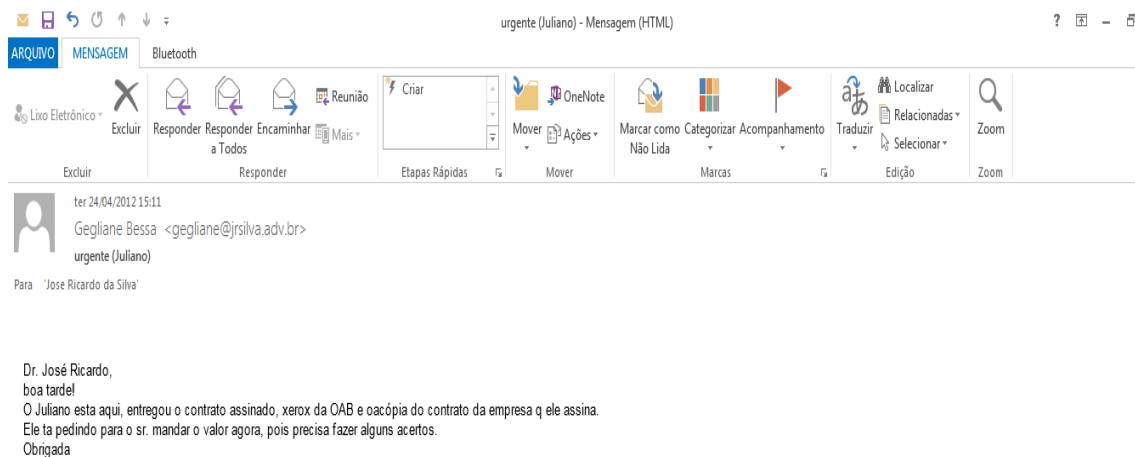 urgente (Juliano) - Mensagem (HTML)
?
ARQUIVO MENSAGEM Bluetooth
Lixo Eletrônico
Excluir
Responder
Responder a Todos
Encaminhar
Reunião
Mais
Criar
Mover
OneNote
Ações
Marcar como Não Lida
Categorizar
Acompanhamento
Traduzir
Localizar
Relacionadas
Selecionar
Zoom
Excluir Responder Etapas Rápidas Mover Marcas Edição Zoom
ter 24/04/2012 15:11
Gegliane Bessa <gegliane@jrsilva.adv.br>
urgente (Juliano)
Para 'Jose Ricardo da Silva'
Dr. José Ricardo,
boa tarde!
O Juliano esta aqui, entregou o contrato assinado, xerox da OAB e oacópia do contrato da empresa q ele assina.
Ele ta pedindo para o sr. mandar o valor agora, pois precisa fazer alguns acertos.
Obrigada